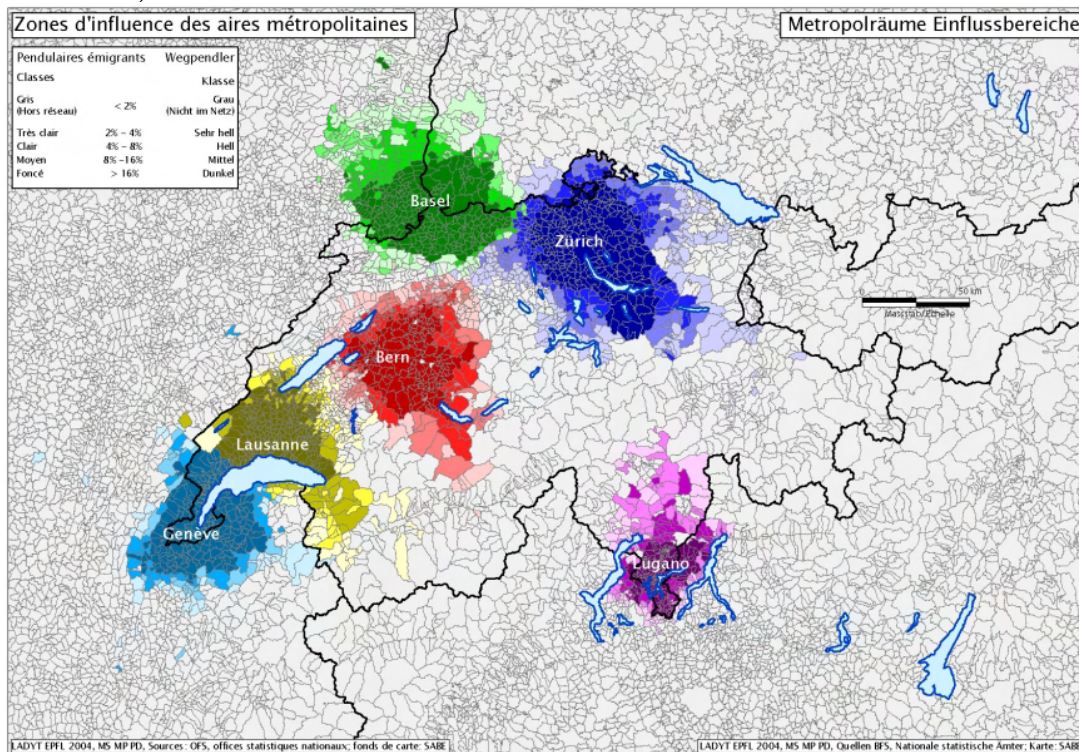 Zones d'influence des aires métropolitaines
Metropolräume Einflussbereiche
Pendulaires émigrants Wegpendler
Classes Klasse
Gris (Hors réseau) < 2% Grau (Nicht im Netz)
Très clair 2% – 4% Sehr hell
Clair 4% – 8% Hell
Moyen 8% –16% Mittel
Foncé > 16% Dunkel
Basel
Zürich
0 50 km
Masstab/Echelle
Bern
Lausanne
Genève
Lugano
LADYT EPFL 2004, MS MP PD, Sources: OFS, offices statistiques nationaux; fonds de carte: SABE
LADYT EPFL 2004, MS MP PD, Quellen BFS, Nationale statistische Ämter; Karte: SABE